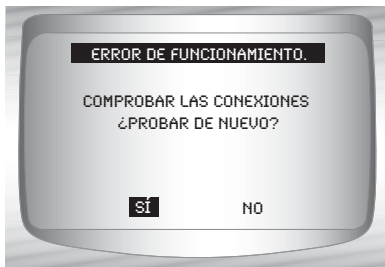 ERROR DE FUNCIONAMIENTO.
COMPROBAR LAS CONEXIONES
¿PROBAR DE NUEVO?
SÍ NO